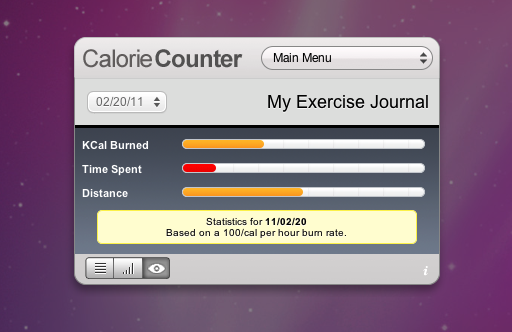 CalorieCounter
Main Menu
02/20/11
My Exercise Journal
KCal Burned
Time Spent
Distance
Statistics for 11/02/20
Based on a 100/cal per hour burn rate.
i